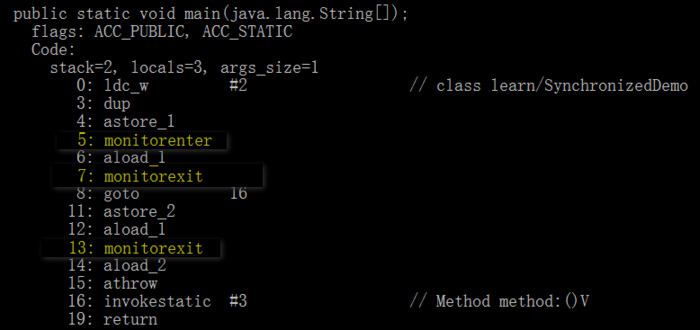 public static void main(java.lang.String[]);
flags: ACC_PUBLIC, ACC_STATIC
Code:
stack=2, locals=3, args_size=1
0: ldc_w #2 // class learn/SynchronizedDemo
3: dup
4: astore_1
5: monitorenter
6: aload_1
7: monitorexit
8: goto 16
11: astore_2
12: aload_1
13: monitorexit
14: aload_2
15: athrow
16: invokestatic #3 // Method method:()V
19: return